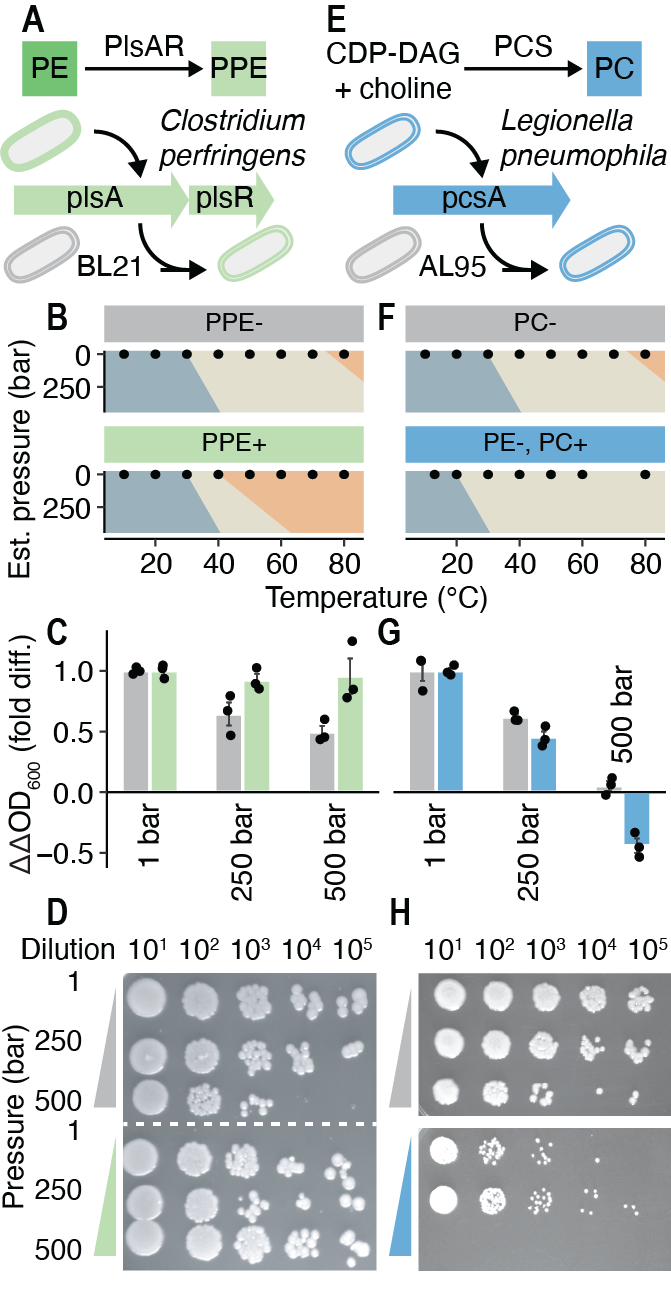 A
PE
PlsAR
PPE
Clostridium
perfringens
plsA
plsR
BL21
E
CDP-DAG
+ choline
PCS
PC
Legionella
pneumophila
pcsA
AL95
B
PPE-
0
250
PPE+
0
250
Est. pressure (bar)
20 40 60 80
F
PC-
PE-, PC+
20 40 60 80
Temperature (°C)
C
ΔΔOD600 (fold diff.)
1.0
0.5
0.0
−0.5
1 bar
250 bar
500 bar
G
1 bar
250 bar
500 bar
D
Dilution 10¹ 10² 10³ 10⁴ 10⁵
Pressure (bar)
1
250
500
1
250
500
H
10¹ 10² 10³ 10⁴ 10⁵